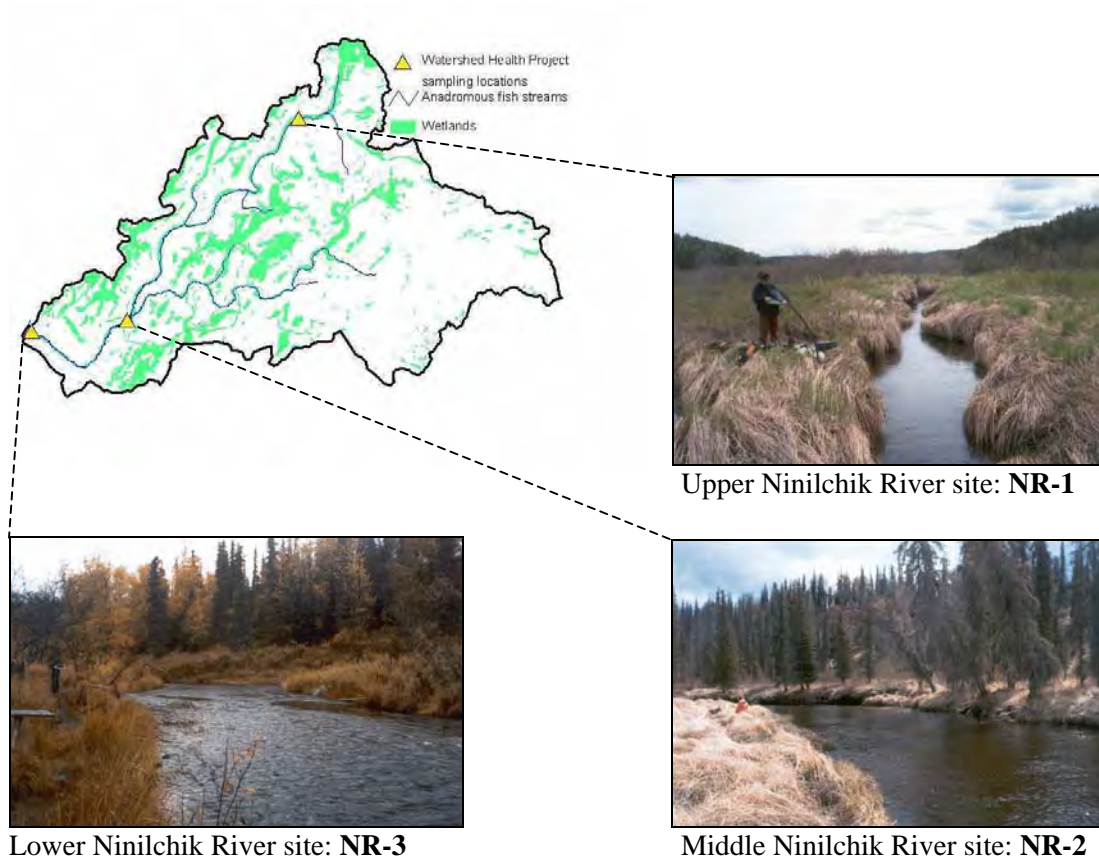 Watershed Health Project
sampling locations
Anadromous fish streams
Wetlands
Upper Ninilchik River site: NR-1
Lower Ninilchik River site: NR-3
Middle Ninilchik River site: NR-2